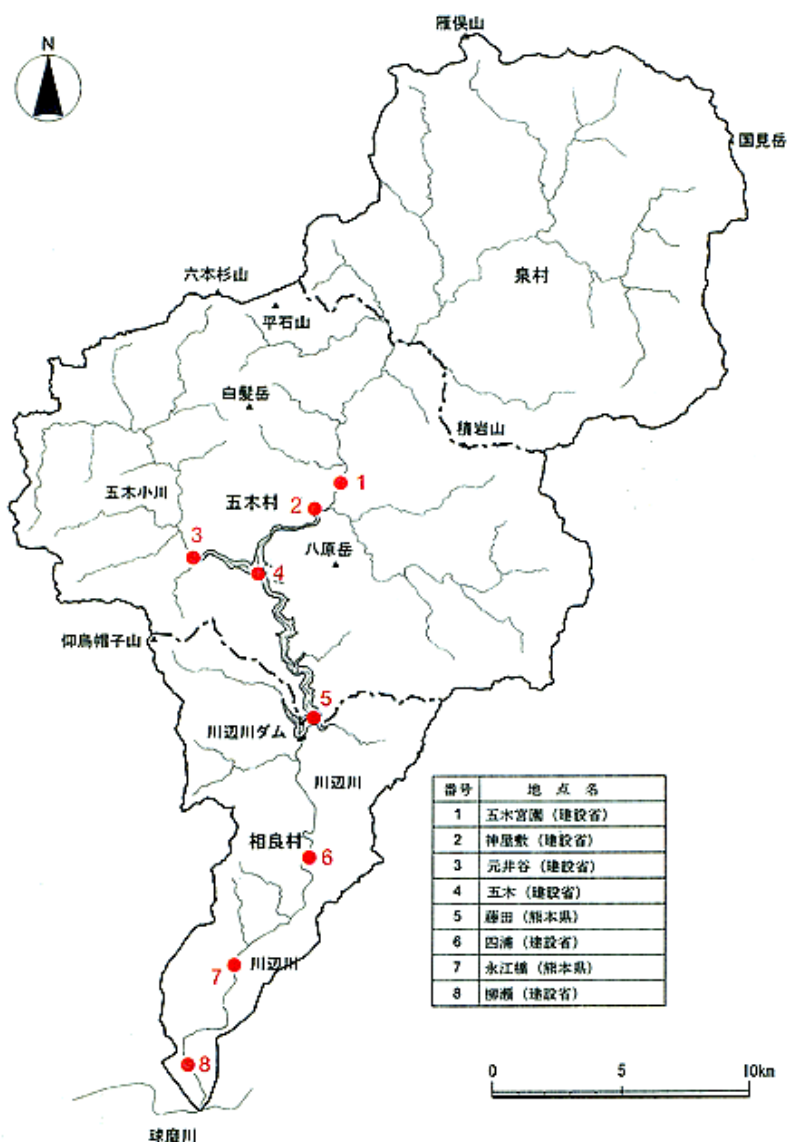 雁俣山
N
国見岳
六本杉山
泉村
平石山
白髪岳
積岩山
五木小川
五木村
1
2
3
八原岳
4
仰烏帽子山
5
川辺川ダム
川辺川
相良村
6
7
川辺川
8
球磨川
番号 地点名
1 五木宮園 (建設省)
2 神屋敷 (建設省)
3 元井谷 (建設省)
4 五木 (建設省)
5 藤田 (熊本県)
6 四浦 (建設省)
7 永江橋 (熊本県)
8 柳瀬 (建設省)
0 5 10km